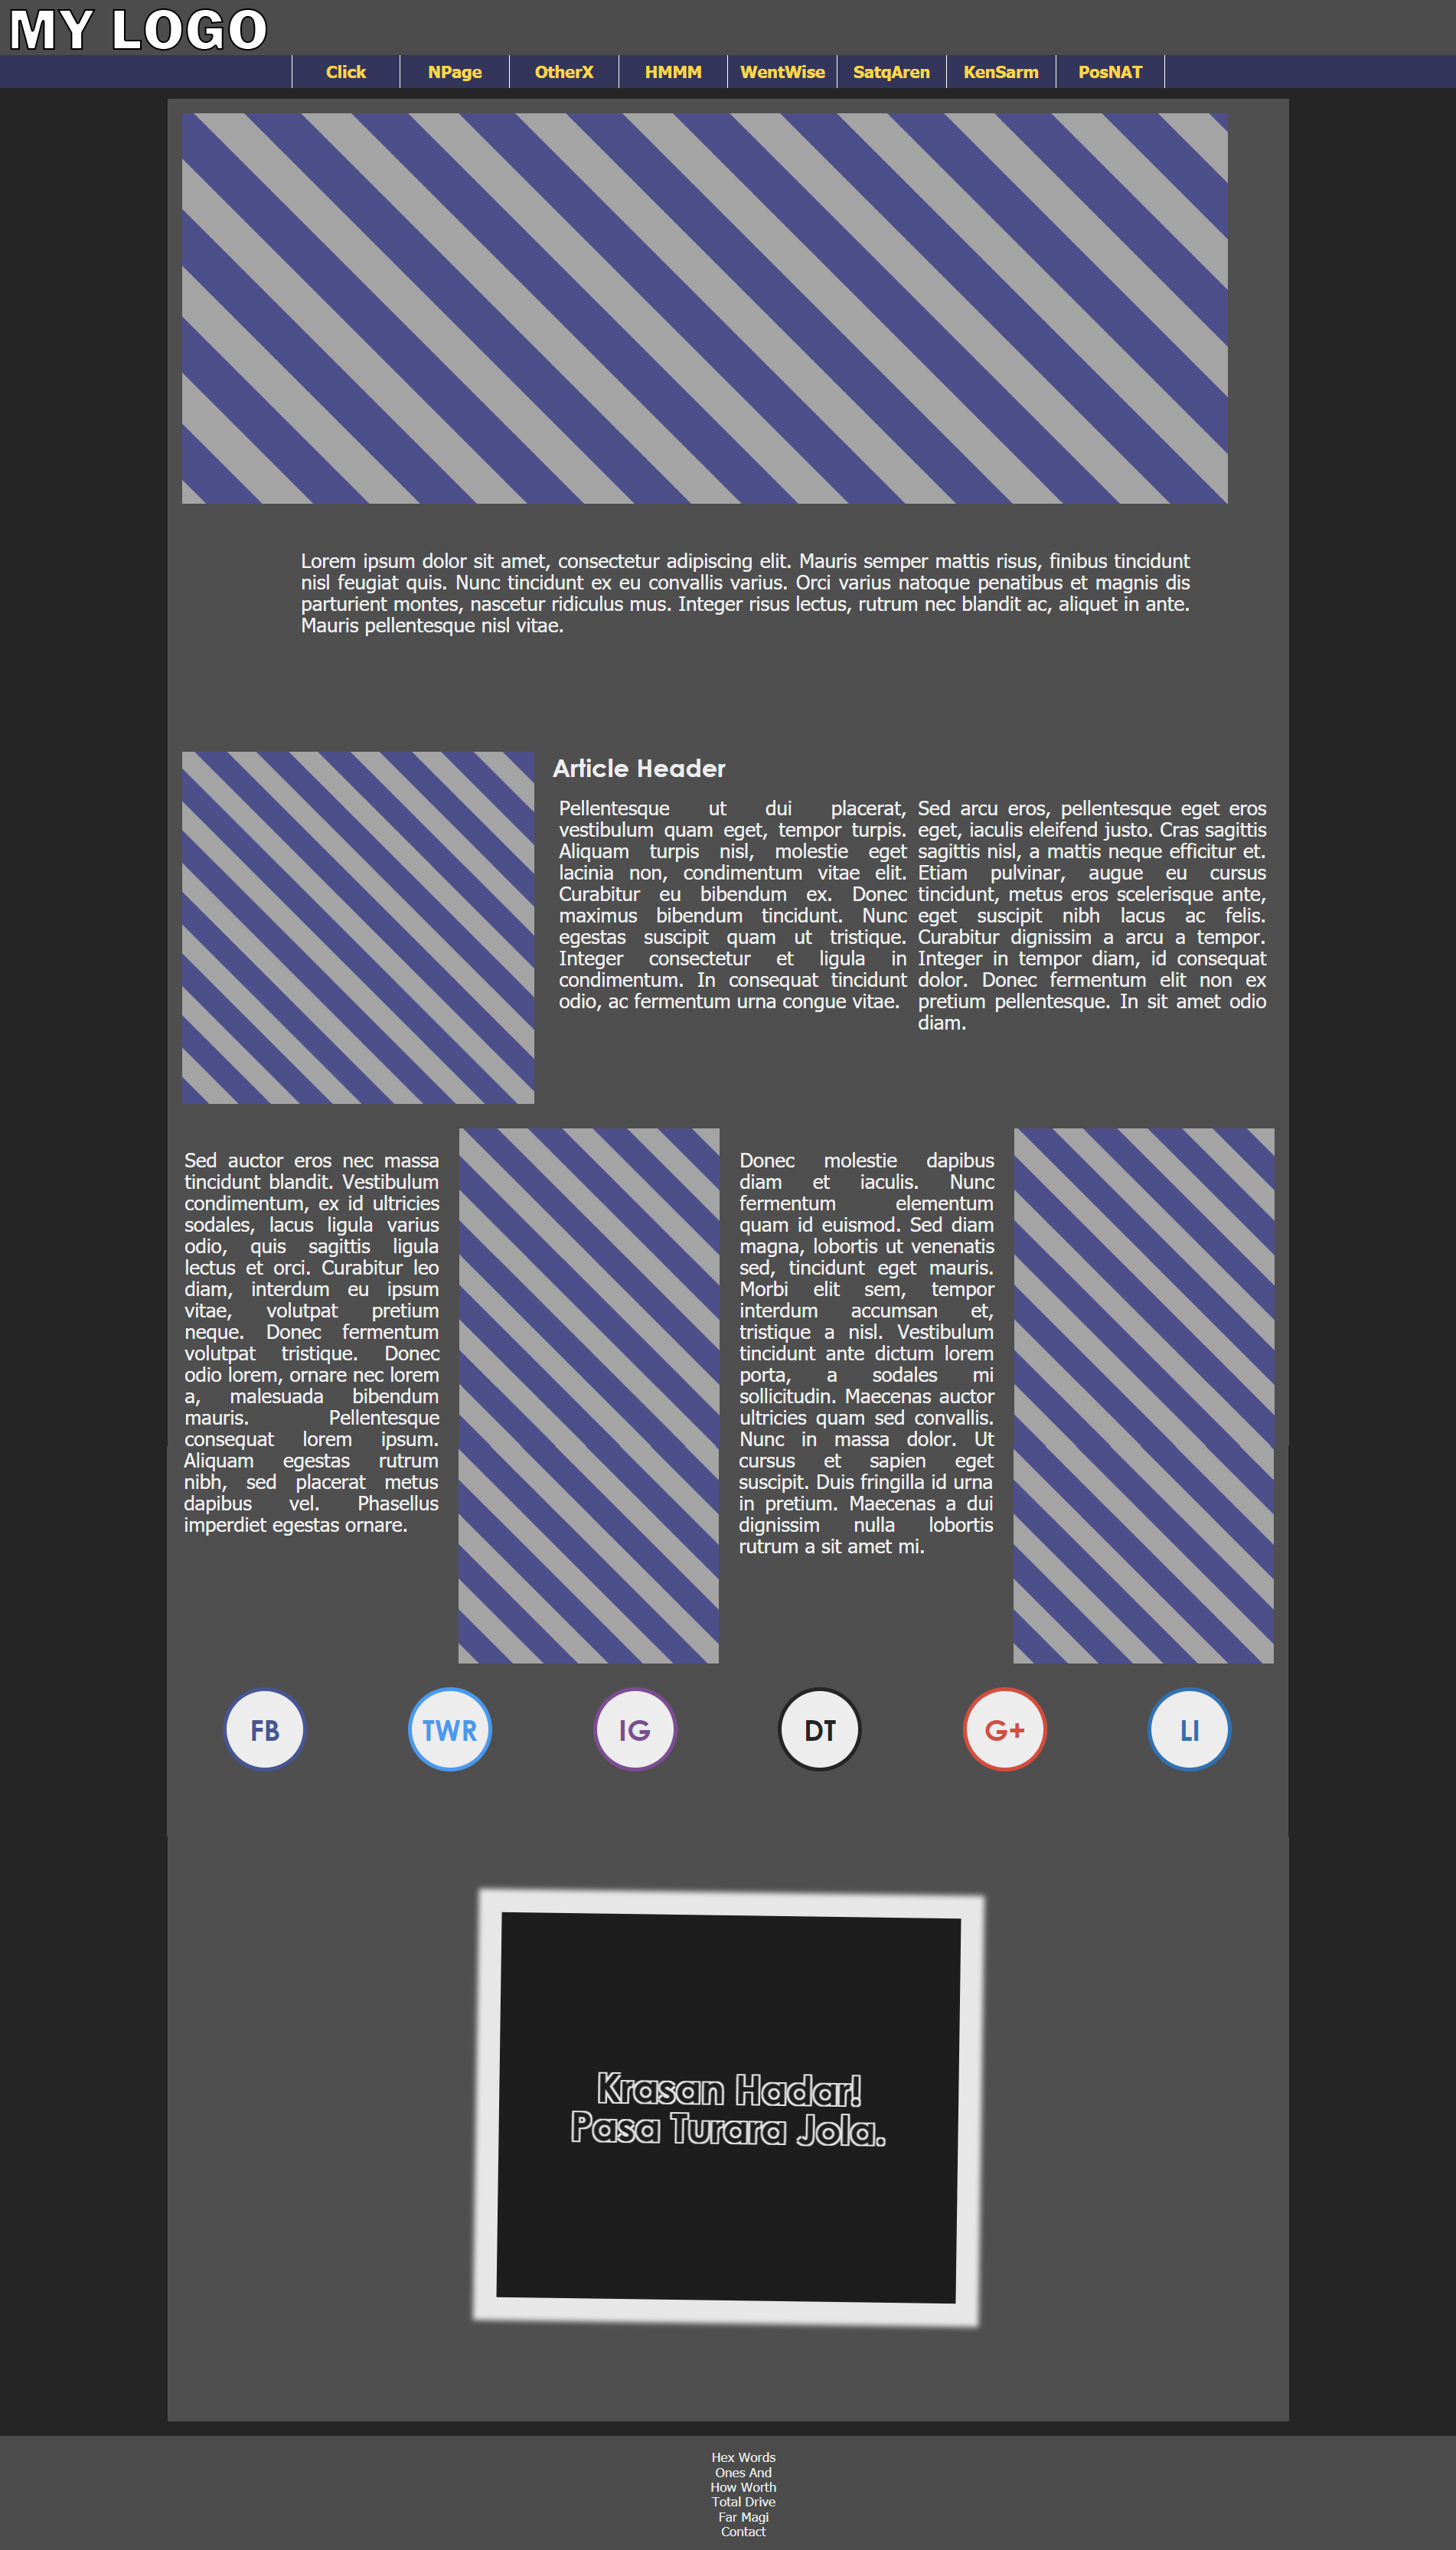 MY LOGO
Click NPage OtherX HMMM WentWise SatqAren KenSarm PosNAT
Lorem ipsum dolor sit amet, consectetur adipiscing elit. Mauris semper mattis risus, finibus tincidunt
nisl feugiat quis. Nunc tincidunt ex eu convallis varius. Orci varius natoque penatibus et magnis dis
parturient montes, nascetur ridiculus mus. Integer risus lectus, rutrum nec blandit ac, aliquet in ante.
Mauris pellentesque nisl vitae.
Article Header
Pellentesque ut dui placerat,
vestibulum quam eget, tempor turpis.
Aliquam turpis nisl, molestie eget
lacinia non, condimentum vitae elit.
Curabitur eu bibendum ex. Donec
maximus bibendum tincidunt. Nunc
egestas suscipit quam ut tristique.
Integer consectetur et ligula in
condimentum. In consequat tincidunt
odio, ac fermentum urna congue vitae.
Sed arcu eros, pellentesque eget eros
eget, iaculis eleifend justo. Cras sagittis
sagittis nisl, a mattis neque efficitur et.
Etiam pulvinar, augue eu cursus
tincidunt, metus eros scelerisque ante,
eget suscipit nibh lacus ac felis.
Curabitur dignissim a arcu a tempor.
Integer in tempor diam, id consequat
dolor. Donec fermentum elit non ex
pretium pellentesque. In sit amet odio
diam.
Sed auctor eros nec massa
tincidunt blandit. Vestibulum
condimentum, ex id ultricies
sodales, lacus ligula varius
odio, quis sagittis ligula
lectus et orci. Curabitur leo
diam, interdum eu ipsum
vitae, volutpat pretium
neque. Donec fermentum
volutpat tristique. Donec
odio lorem, ornare nec lorem
a, malesuada bibendum
mauris. Pellentesque
consequat lorem ipsum.
Aliquam egestas rutrum
nibh, sed placerat metus
dapibus vel. Phasellus
imperdiet egestas ornare.
Donec molestie dapibus
diam et iaculis. Nunc
fermentum elementum
quam id euismod. Sed diam
magna, lobortis ut venenatis
sed, tincidunt eget mauris.
Morbi elit sem, tempor
interdum accumsan et,
tristique a nisl. Vestibulum
tincidunt ante dictum lorem
porta, a sodales mi
sollicitudin. Maecenas auctor
ultricies quam sed convallis.
Nunc in massa dolor. Ut
cursus et sapien eget
suscipit. Duis fringilla id urna
in pretium. Maecenas a dui
dignissim nulla lobortis
rutrum a sit amet mi.
FB TWR IG DT G+ LI
Krasan Hadar!
Pasa Turara Jola.
Hex Words
Ones And
How Worth
Total Drive
Far Magi
Contact